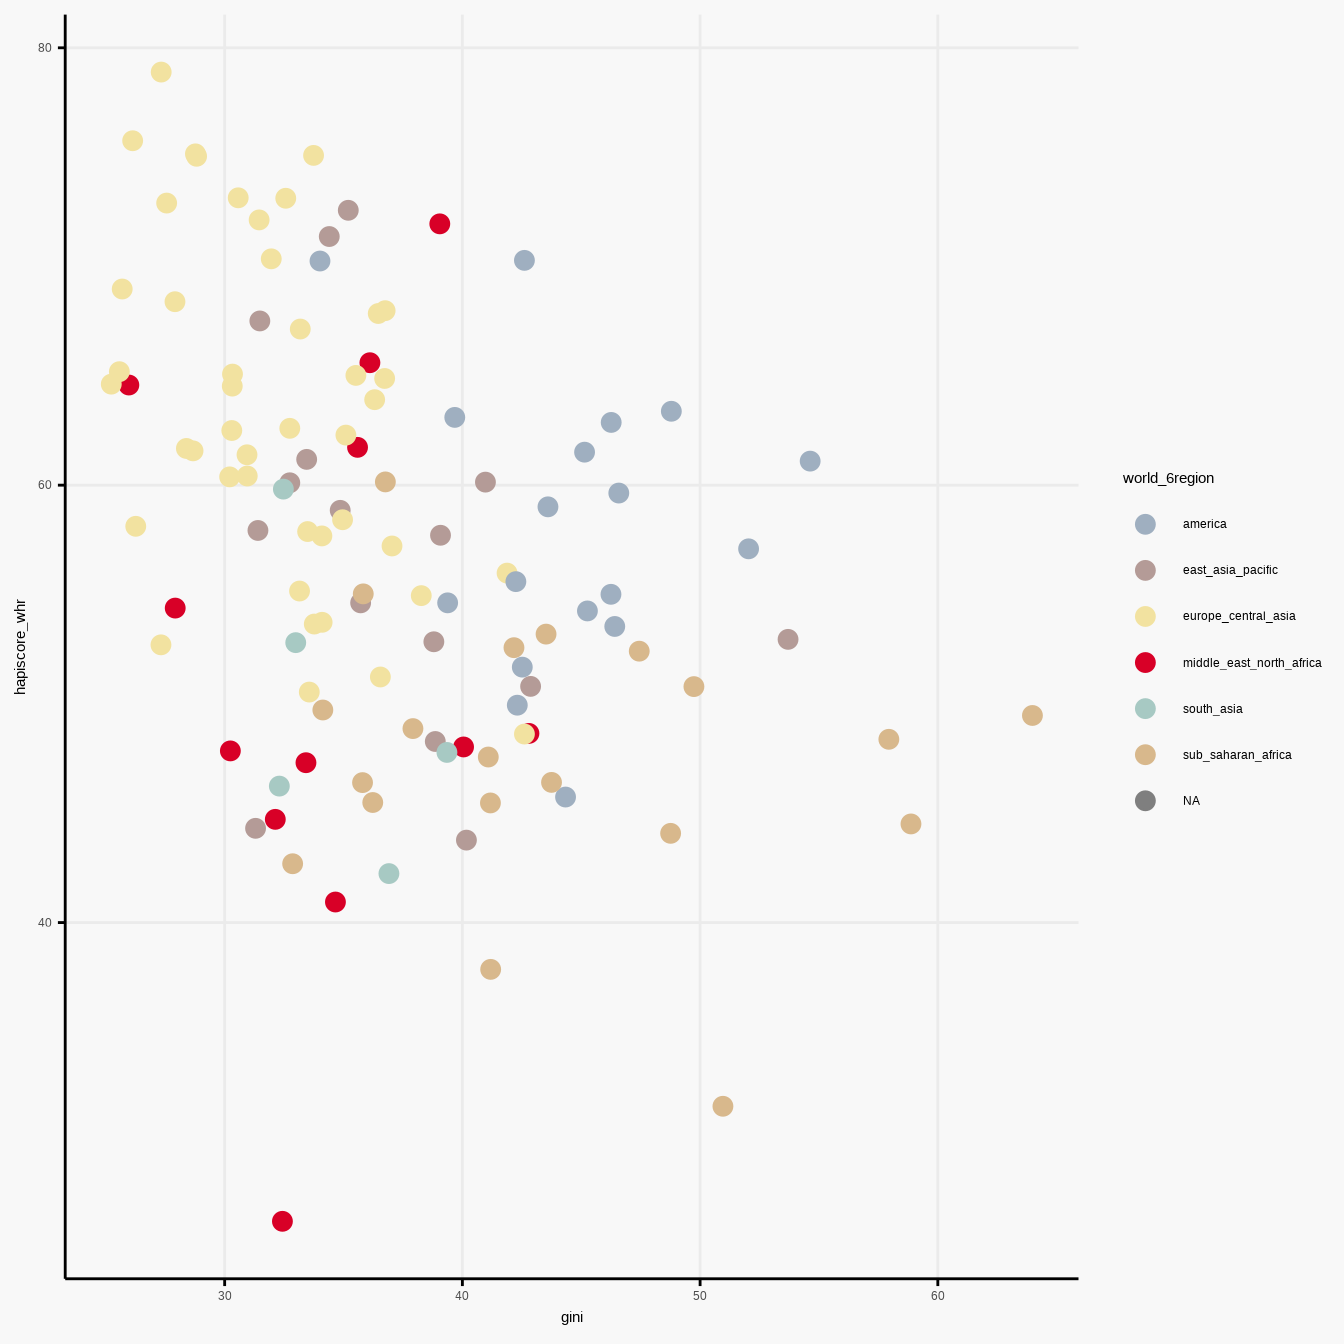 80
60
40
hapiscore_whr
30
40
50
60
gini
world_6region
america
east_asia_pacific
europe_central_asia
middle_east_north_africa
south_asia
sub_saharan_africa
NA